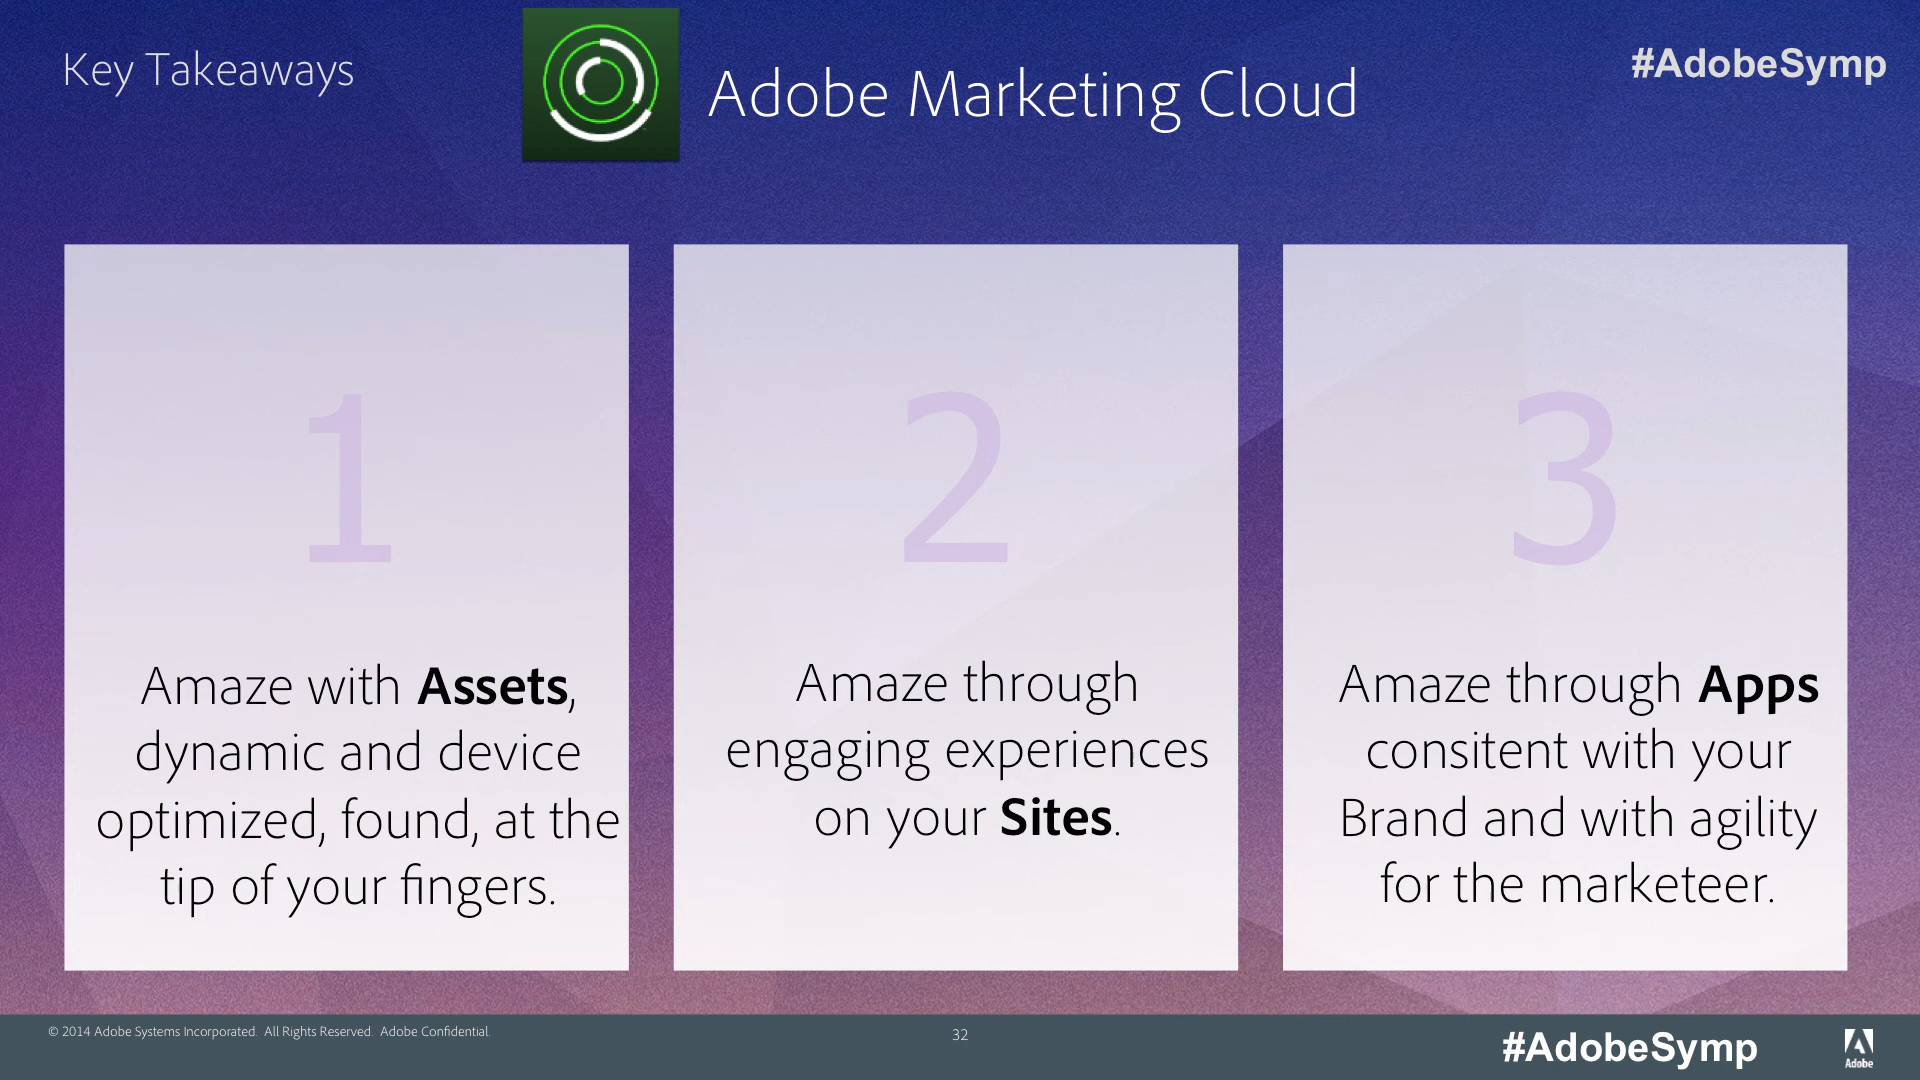 Key Takeaways
Adobe Marketing Cloud
#AdobeSymp
1
Amaze with Assets,
dynamic and device
optimized, found, at the
tip of your fingers.
2
Amaze through
engaging experiences
on your Sites.
3
Amaze through Apps
consitent with your
Brand and with agility
for the marketeer.
© 2014 Adobe Systems Incorporated. All Rights Reserved. Adobe Confidential.
32
#AdobeSymp
Adobe